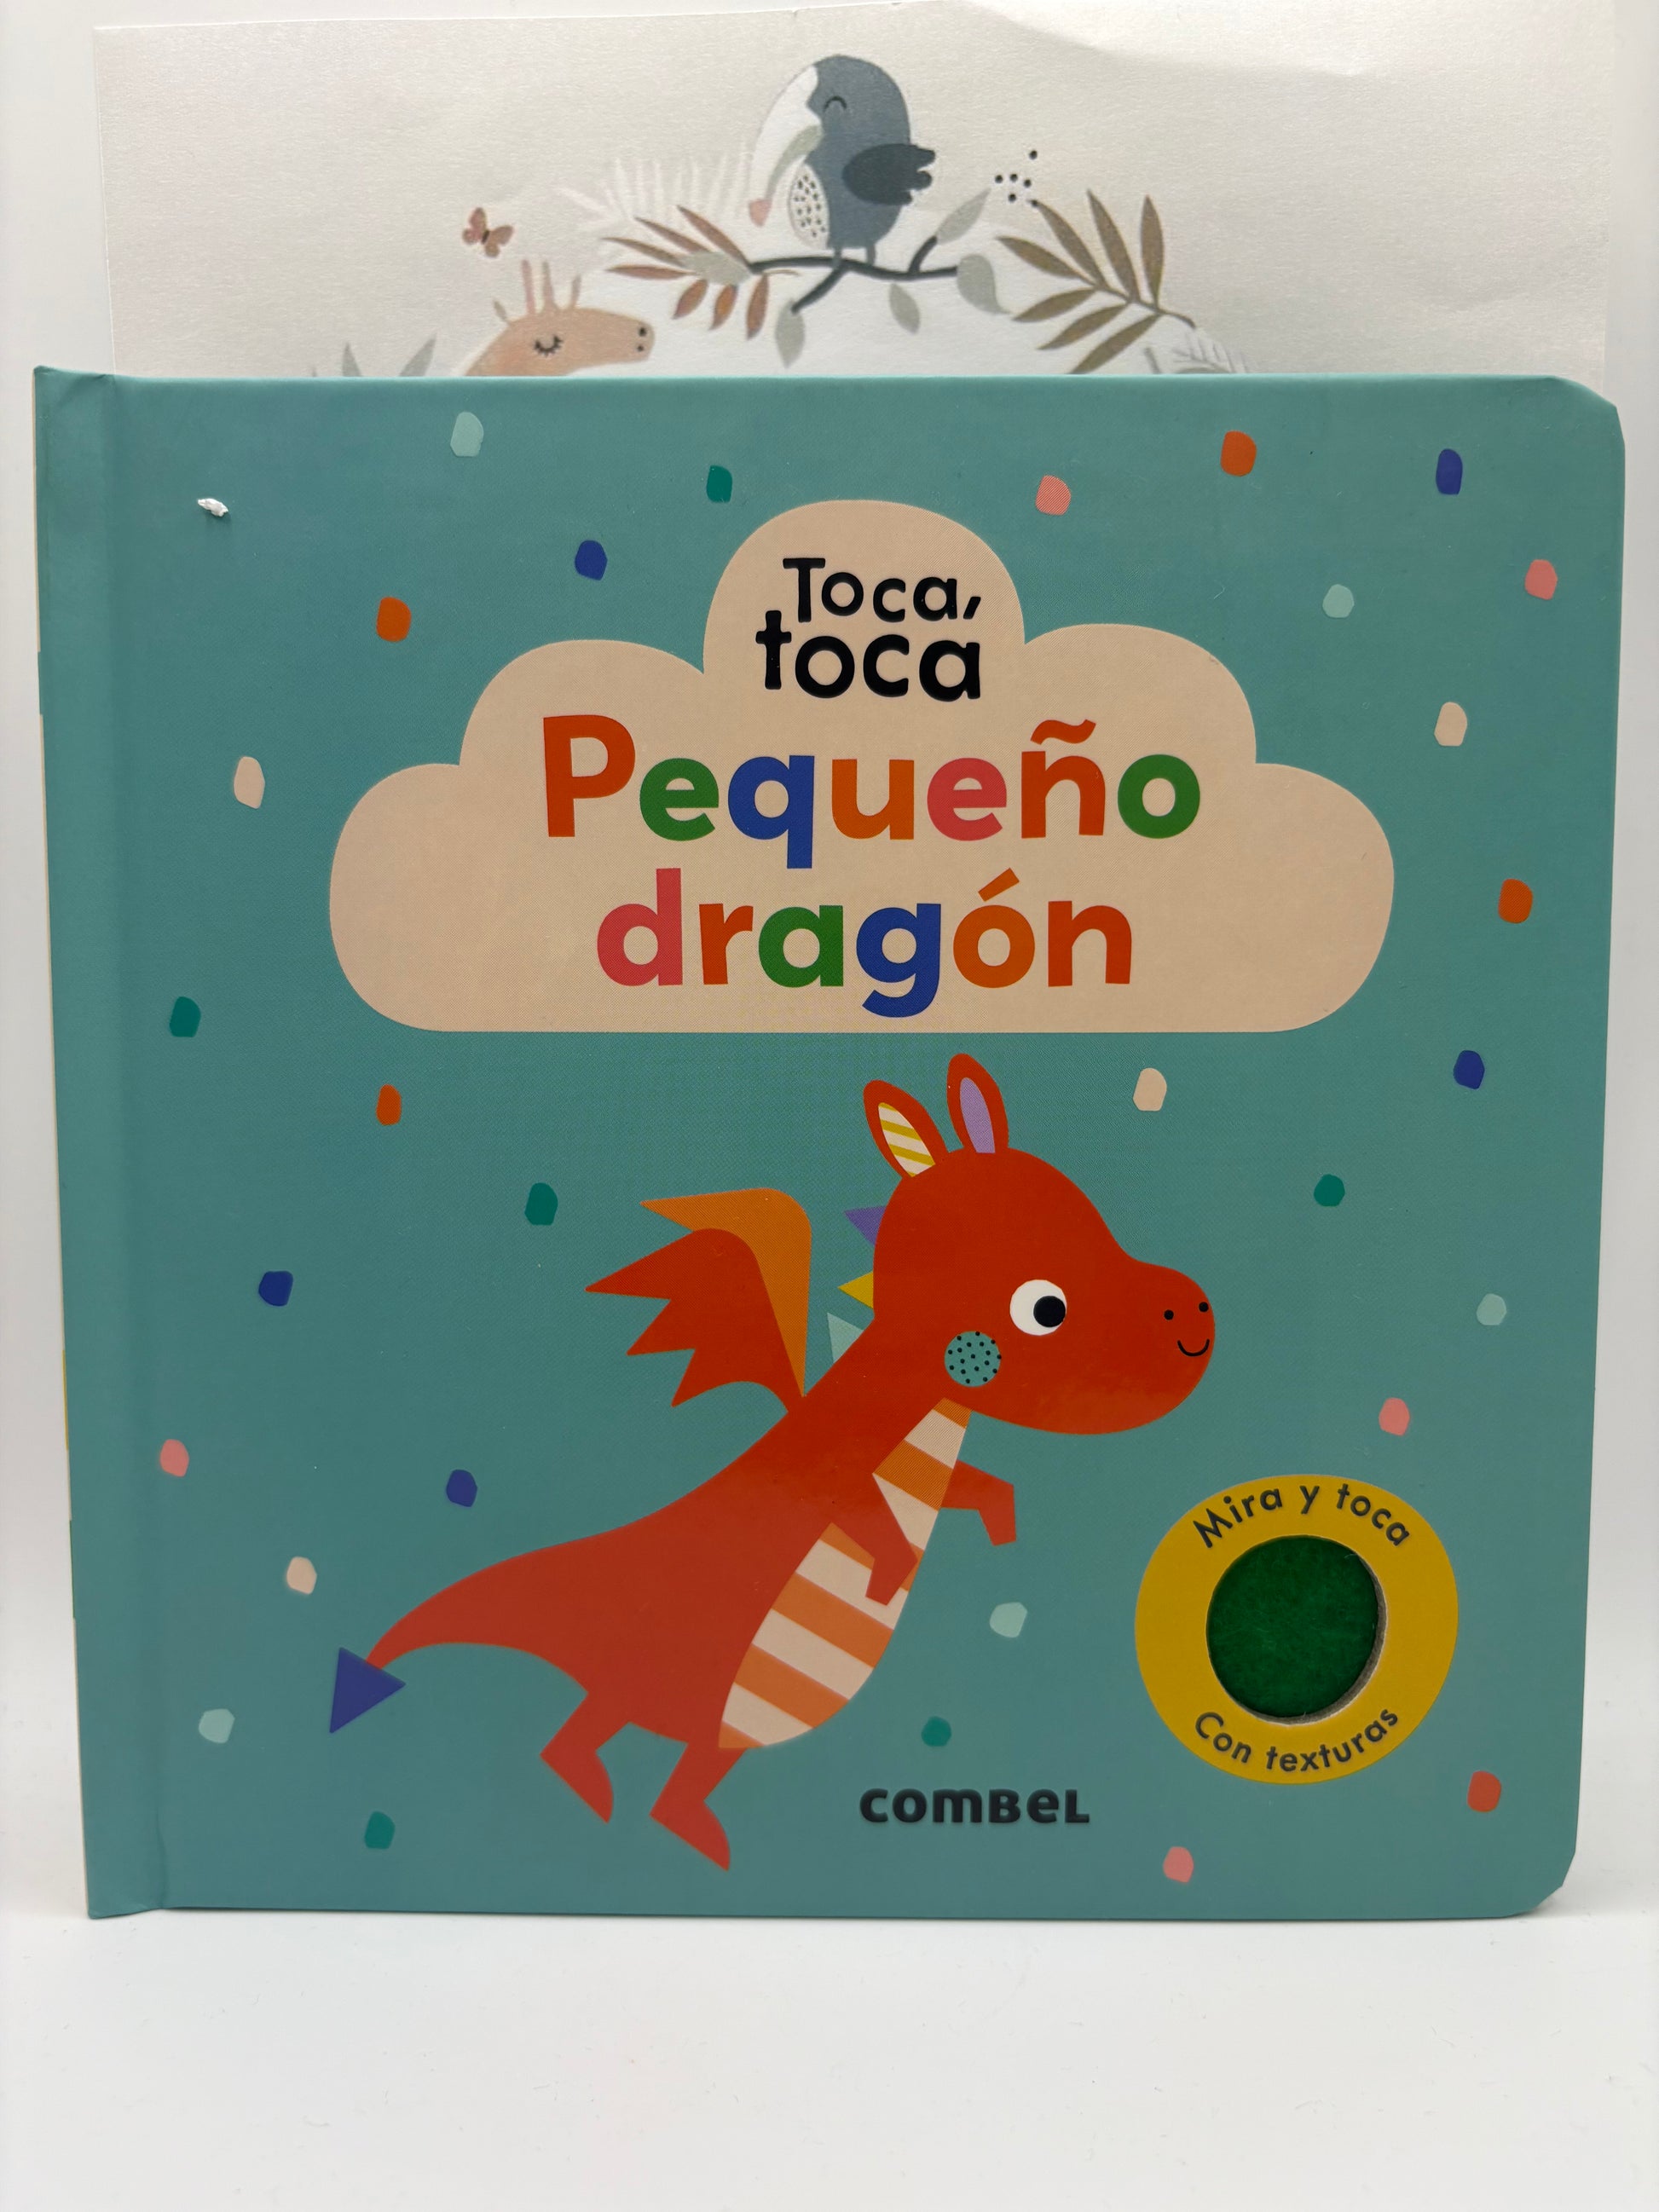 Toca,
toca
Pequeño
dragón
Mira y toca
Con texturas
comBeL